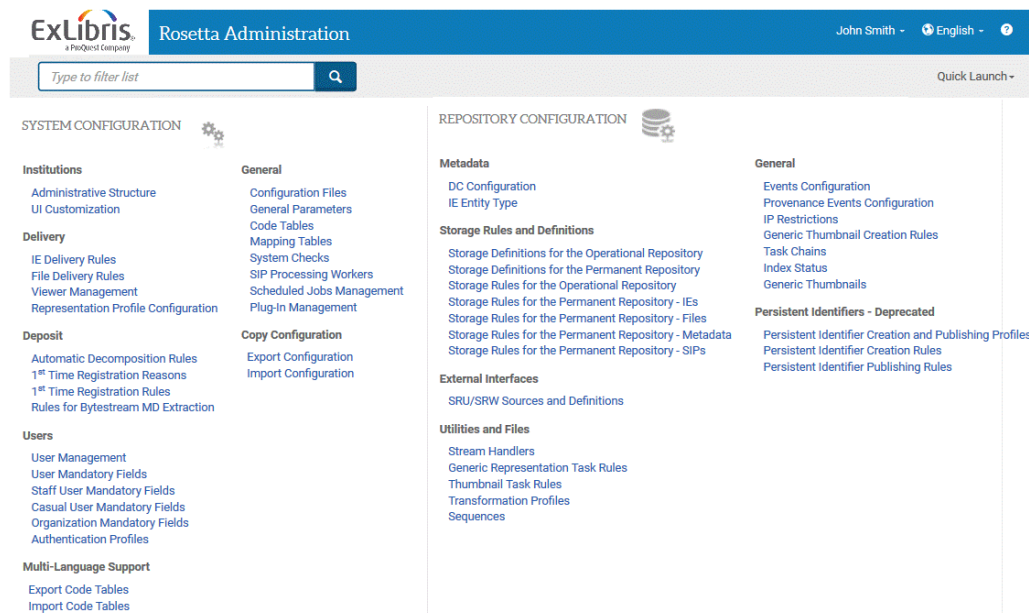 ExLibris
a ProQuest Company
Rosetta Administration
John Smith
English
?
Type to filter list
Quick Launch
SYSTEM CONFIGURATION
Institutions
Administrative Structure
UI Customization
Delivery
IE Delivery Rules
File Delivery Rules
Viewer Management
Representation Profile Configuration
Deposit
Automatic Decomposition Rules
1st Time Registration Reasons
1st Time Registration Rules
Rules for Bytestream MD Extraction
Users
User Management
User Mandatory Fields
Staff User Mandatory Fields
Casual User Mandatory Fields
Organization Mandatory Fields
Authentication Profiles
Multi-Language Support
Export Code Tables
Import Code Tables
General
Configuration Files
General Parameters
Code Tables
Mapping Tables
System Checks
SIP Processing Workers
Scheduled Jobs Management
Plug-In Management
Copy Configuration
Export Configuration
Import Configuration
REPOSITORY CONFIGURATION
Metadata
DC Configuration
IE Entity Type
Storage Rules and Definitions
Storage Definitions for the Operational Repository
Storage Definitions for the Permanent Repository
Storage Rules for the Operational Repository
Storage Rules for the Permanent Repository - IEs
Storage Rules for the Permanent Repository - Files
Storage Rules for the Permanent Repository - Metadata
Storage Rules for the Permanent Repository - SIPs
External Interfaces
SRU/SRW Sources and Definitions
Utilities and Files
Stream Handlers
Generic Representation Task Rules
Thumbnail Task Rules
Transformation Profiles
Sequences
General
Events Configuration
Provenance Events Configuration
IP Restrictions
Generic Thumbnail Creation Rules
Task Chains
Index Status
Generic Thumbnails
Persistent Identifiers - Deprecated
Persistent Identifier Creation and Publishing Profiles
Persistent Identifier Creation Rules
Persistent Identifier Publishing Rules